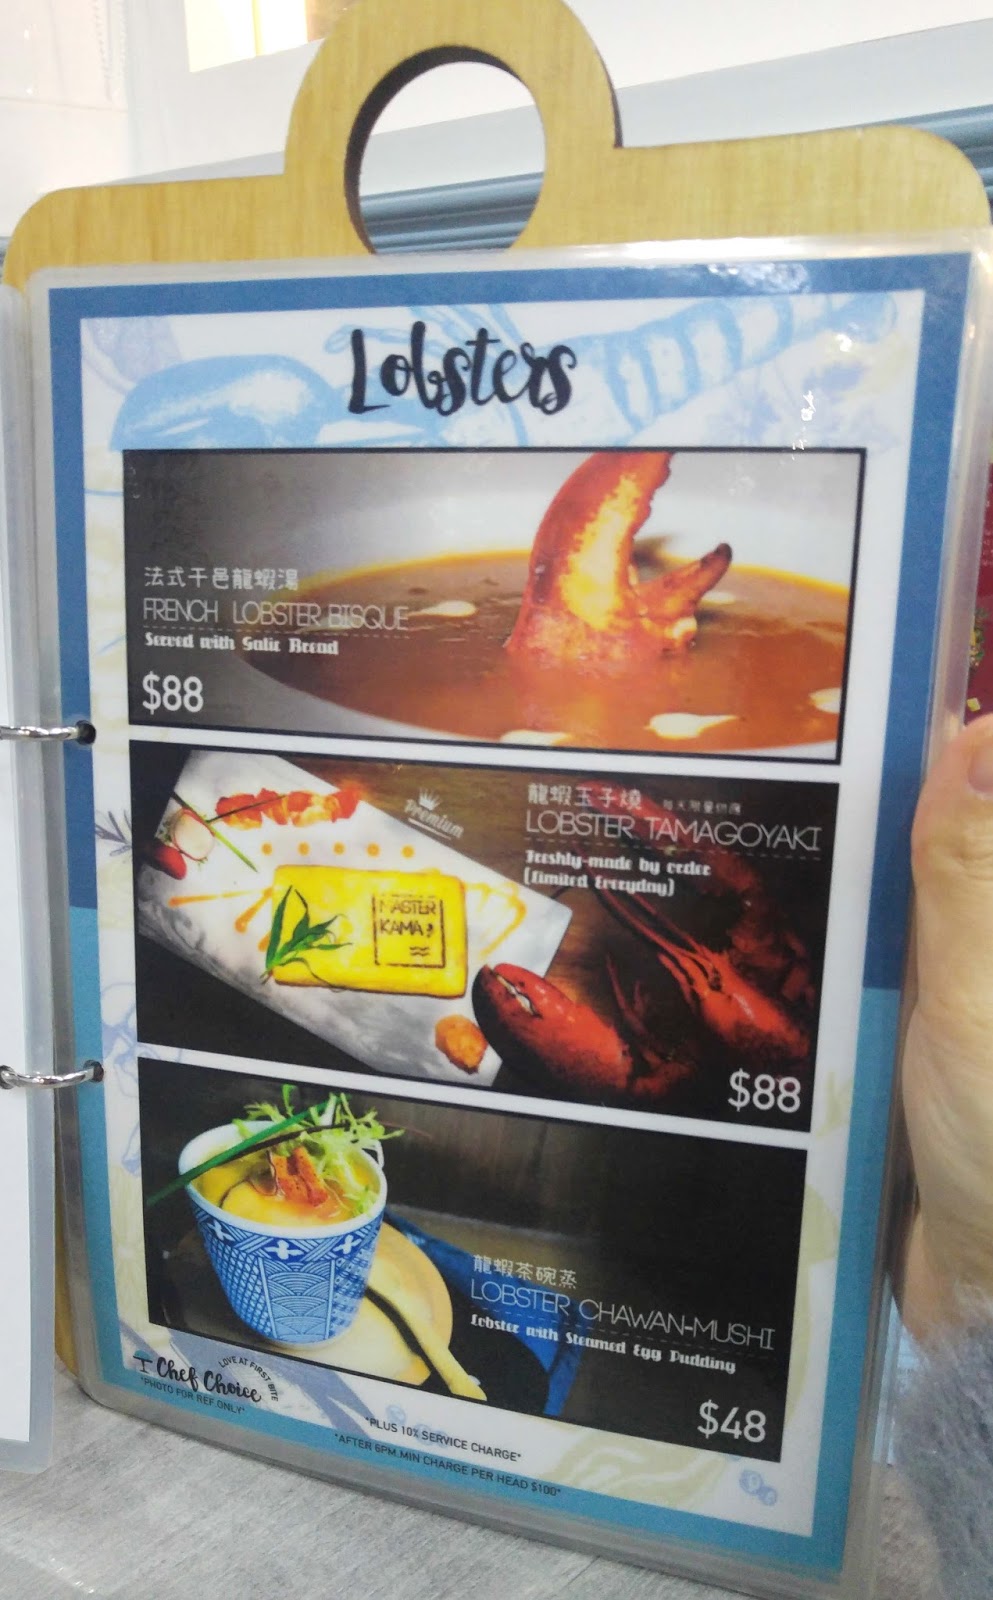 Lobsters
法式干邑龍蝦湯
FRENCH LOBSTER BISQUE
Served with Galic Bread
$88
Premium
龍蝦玉子燒 每天限量供應
LOBSTER TAMAGOYAKI
Freshly-made by order
(Limited Everyday)
MASTER
KAMA
$88
龍蝦茶碗蒸
LOBSTER CHAWAN-MUSHI
Lobster with Steamed Egg Pudding
$48
I Chef Choice
LOVE AT FIRST BITE
*PHOTO FOR REF ONLY*
*PLUS 10% SERVICE CHARGE*
*AFTER 6PM MIN CHARGE PER HEAD $100*